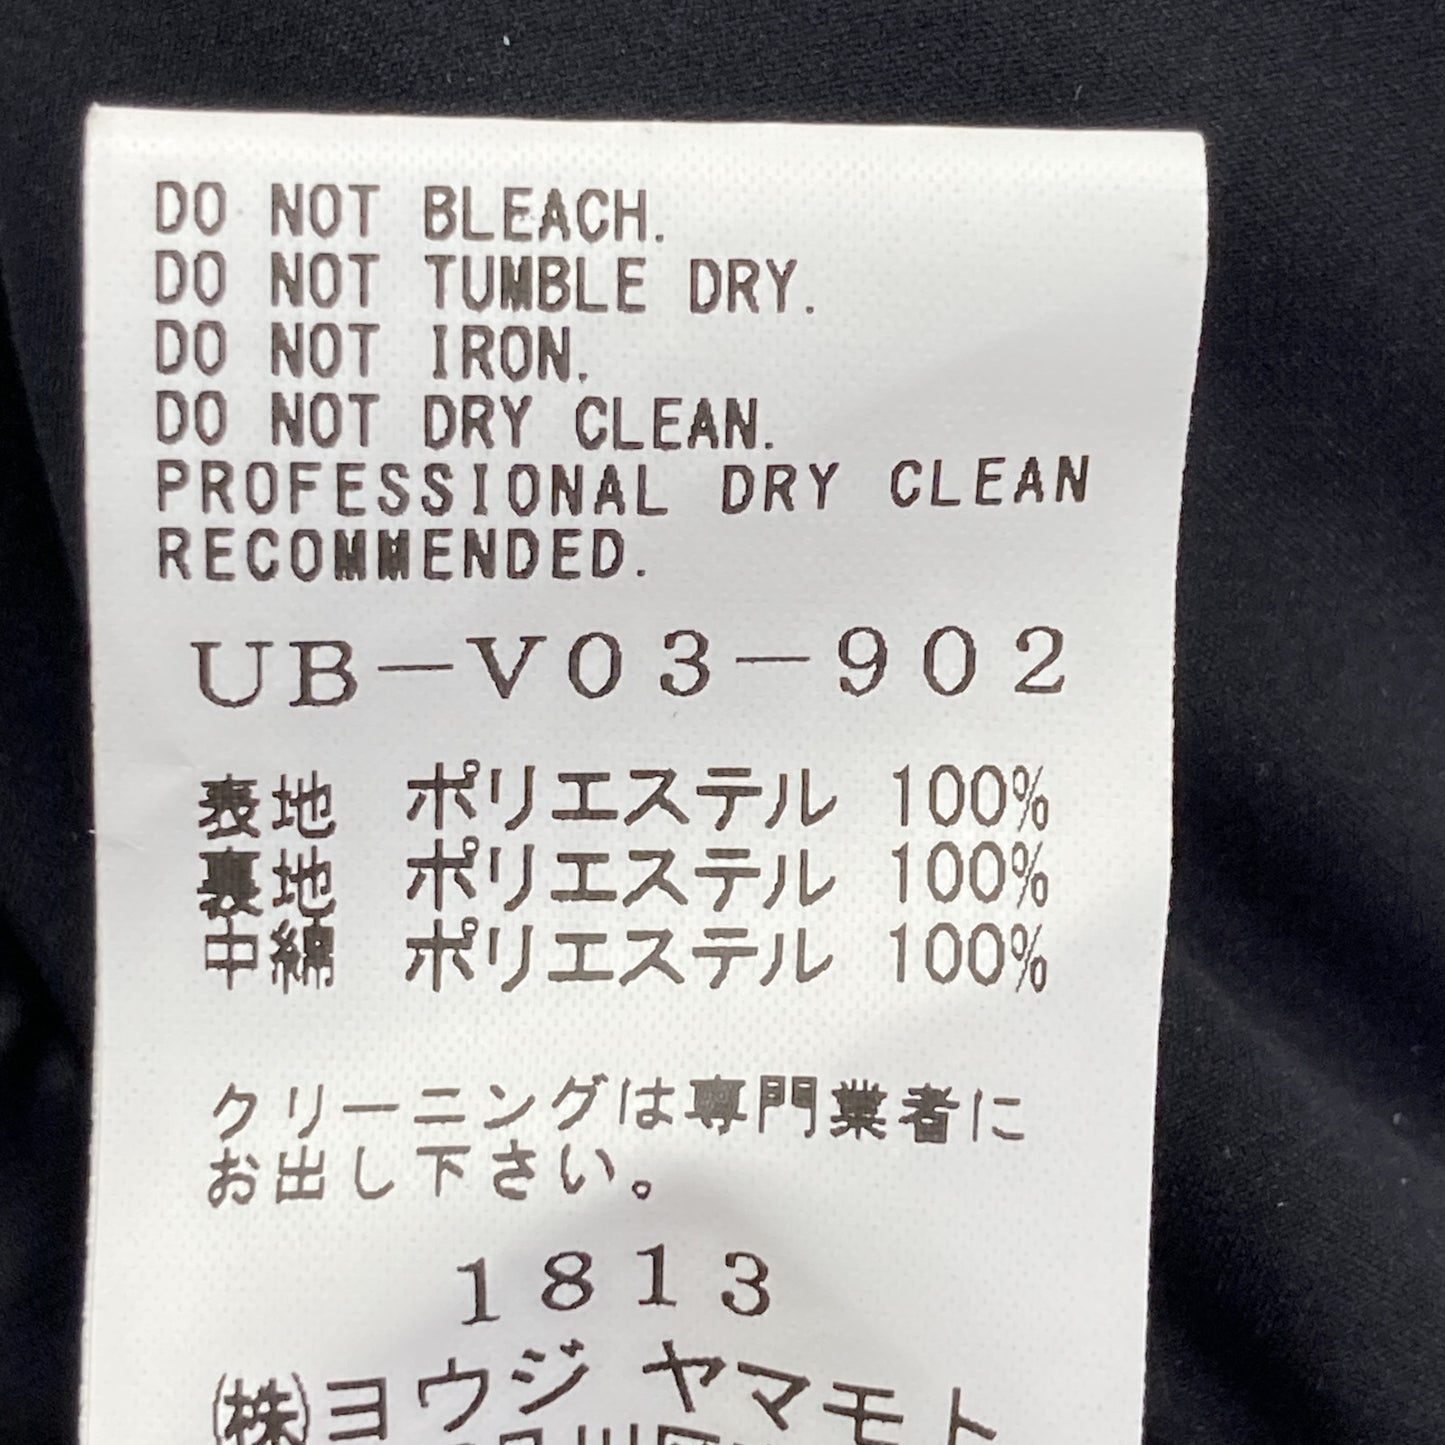 DO NOT BLEACH.
DO NOT TUMBLE DRY.
DO NOT IRON.
DO NOT DRY CLEAN.
PROFESSIONAL DRY CLEAN
RECOMMENDED.
UB-V03-902
表地 ポリエステル 100%
裏地 ポリエステル 100%
中綿 ポリエステル 100%
クリーニングは専門業者に
お出し下さい。
1813
(株)ヨウジ ヤマモト